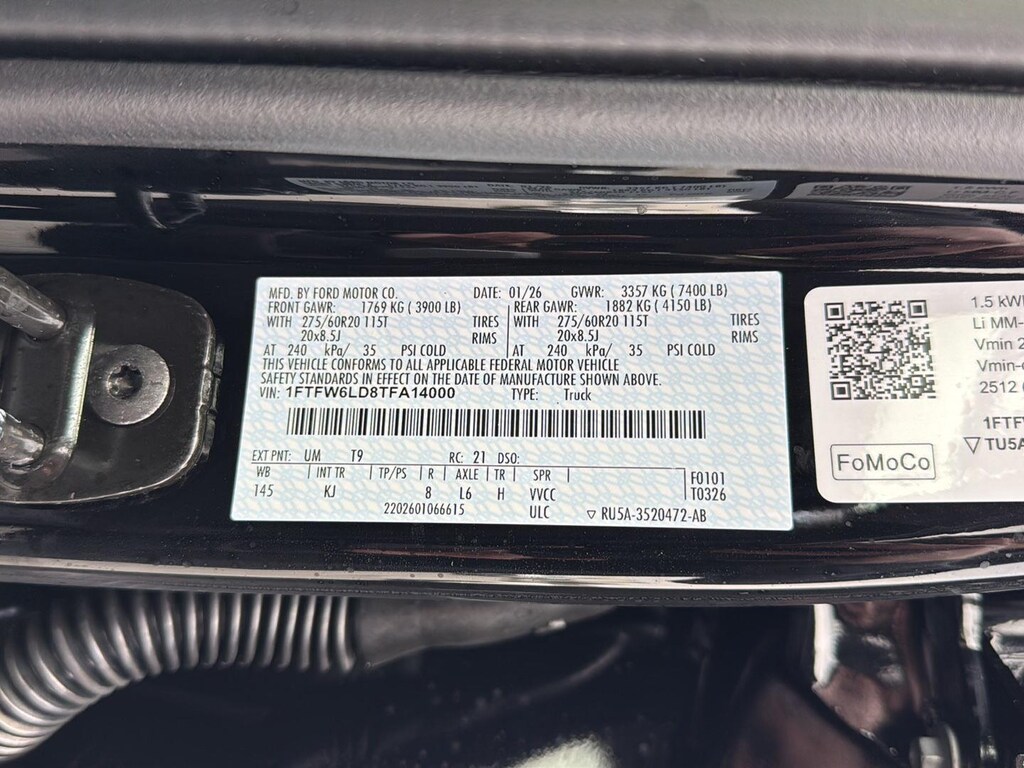 MFD. BY FORD MOTOR CO. DATE: 01/26 GVWR: 3357 KG ( 7400 LB)
FRONT GAWR: 1769 KG ( 3900 LB) REAR GAWR: 1882 KG ( 4150 LB)
WITH 275/60R20 115T TIRES WITH 275/60R20 115T TIRES
20x8.5J RIMS 20x8.5J RIMS
AT 240 kPa/ 35 PSI COLD AT 240 kPa/ 35 PSI COLD
THIS VEHICLE CONFORMS TO ALL APPLICABLE FEDERAL MOTOR VEHICLE
SAFETY STANDARDS IN EFFECT ON THE DATE OF MANUFACTURE SHOWN ABOVE.
VIN: 1FTFW6LD8TFA14000 TYPE: Truck
EXT PNT: UM T9 RC: 21 DSO:
WB INT TR TP/PS R AXLE TR SPR F0101
145 KJ 8 L6 H VVCC T0326
2202601066615 ULC ▽ RU5A-3520472-AB
1.5 kW
Li MM-
Vmin 2
Vmin-
2512
1FTF
▽ TU5A
FoMoCo